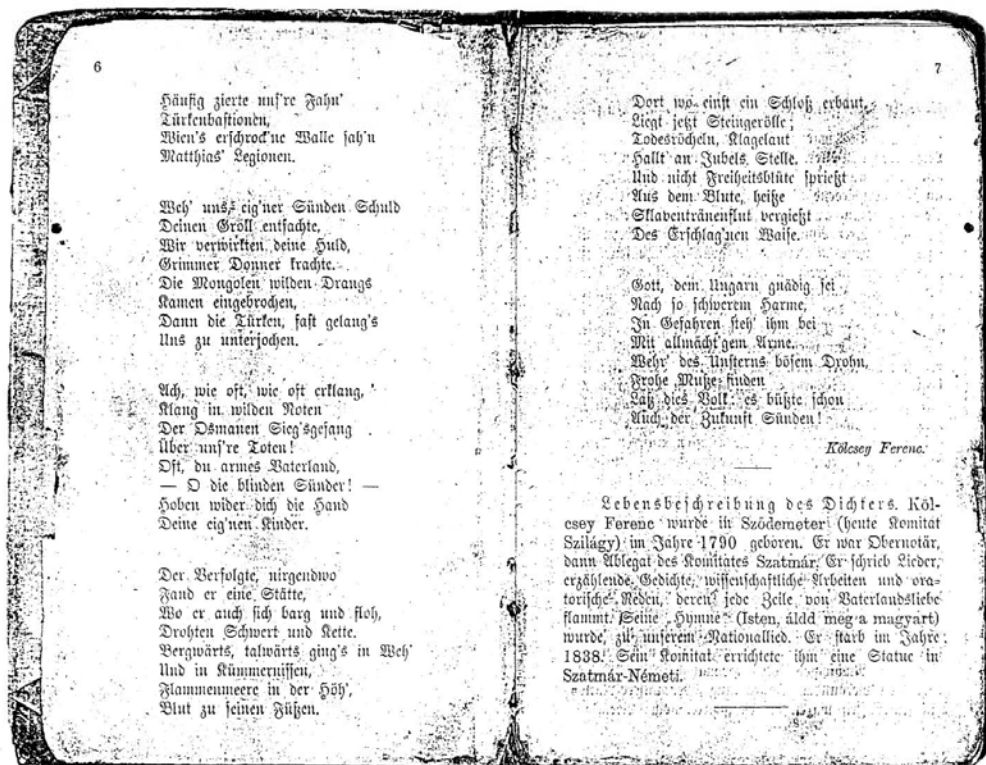 6
Häufig zierte uns're Fahn'
Türkenbastionen,
Wien's erschrock'ne Walle sah'n
Matthias' Legionen.
Weh' uns, eig'ner Sünden Schuld
Deinen Gröll entfachte,
Wir verwirkten deine Huld,
Grimmer Donner krachte.
Die Mongolen wilden Drangs
Kamen eingebrochen,
Dann die Türken, fast gelang's
Uns zu unterjochen.
Ach, wie oft, wie oft erklang,
Klang in wilden Noten
Der Osmanen Sieg'sgesang
Über uns're Toten!
Oft, du armes Vaterland,
— O die blinden Sünder! —
Hoben wider dich die Hand
Deine eig'nen Kinder.
Der Verfolgte, nirgendwo
Fand er eine Stätte,
Wo er auch sich barg und floh,
Drohten Schwert und Kette.
Bergwärts, talwärts ging's in Weh'
Und in Kümmernissen,
Flammenmeere in der Höh',
Blut zu seinen Füßen.
7
Dort wo einst ein Schloß erbaut,
Liegt jetzt Steingerölle;
Todesröcheln, Klagelaut
Hallt an Jubels Stelle.
Und nicht Freiheitsblüte sprießt
Aus dem Blute, heiße
Sklaventränenflut vergießt
Des Erschlag'nen Waise.
Gott, dem Ungarn gnädig sei
Nach so schwerem Harme,
In Gefahren steh' ihm bei
Mit allmächt'gem Arme.
Wehr' des Unsterns bösem Drohn,
Frohe Muße finden
Laß dies Volk: es büßte schon
Auch der Zukunft Sünden!
Kölcsey Ferenc.
Lebensbeschreibung des Dichters. Köl-
csey Ferenc wurde in Sződemeter (heute Komitat
Szilágy) im Jahre 1790 geboren. Er war Obernotär,
dann Ablegat des Komitates Szatmár. Er schrieb Lieder,
erzählende Gedichte, wissenschaftliche Arbeiten und ora-
torische Reden, deren jede Zeile von Vaterlandsliebe
flammt. Seine Hymne (Isten, áldd meg a magyart)
wurde zu unserem Nationallied. Er starb im Jahre
1838. Sein Komitat errichtete ihm eine Statue in
Szatmár-Németi.